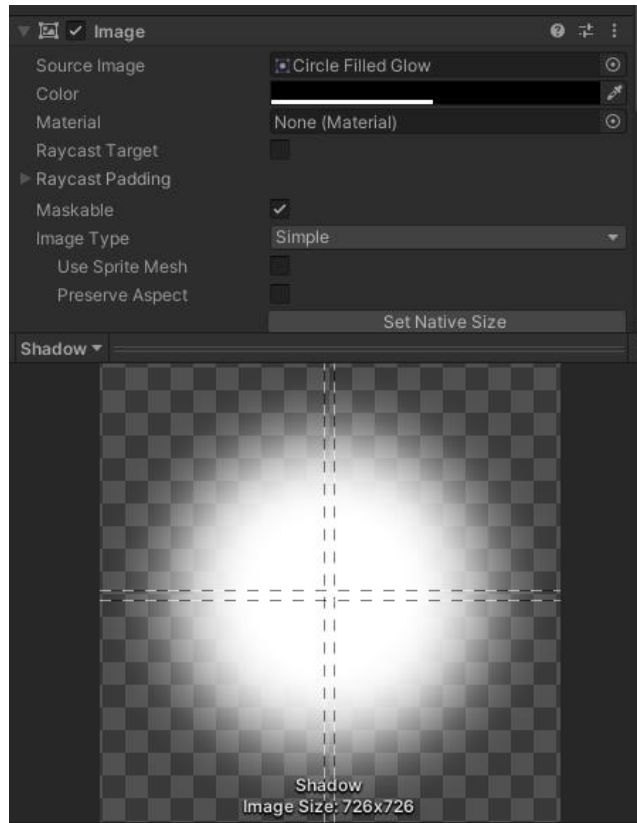 Image
Source Image Circle Filled Glow
Color
Material None (Material)
Raycast Target
Raycast Padding
Maskable
Image Type Simple
Use Sprite Mesh
Preserve Aspect
Set Native Size
Shadow
Shadow
Image Size: 726x726